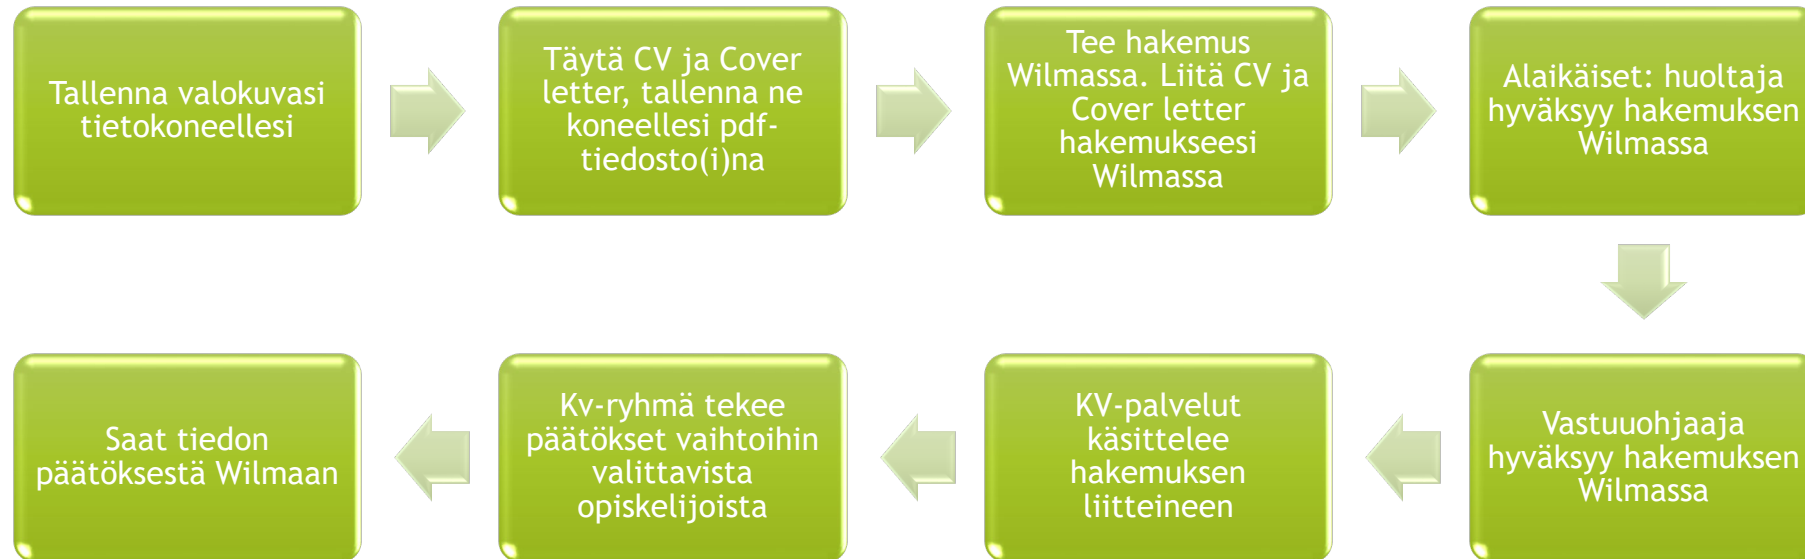 Tallenna valokuvasi
tietokoneellesi
Täytä CV ja Cover
letter, tallenna ne
koneellesi pdf-
tiedosto(i)na
Tee hakemus
Wilmassa. Liitä CV ja
Cover letter
hakemukseesi
Wilmassa
Alaikäiset: huoltaja
hyväksyy hakemuksen
Wilmassa
Vastuuohjaaja
hyväksyy hakemuksen
Wilmassa
KV-palvelut
käsittelee
hakemuksen
liitteineen
Kv-ryhmä tekee
päätökset vaihtoihin
valittavista
opiskelijoista
Saat tiedon
päätöksestä Wilmaan